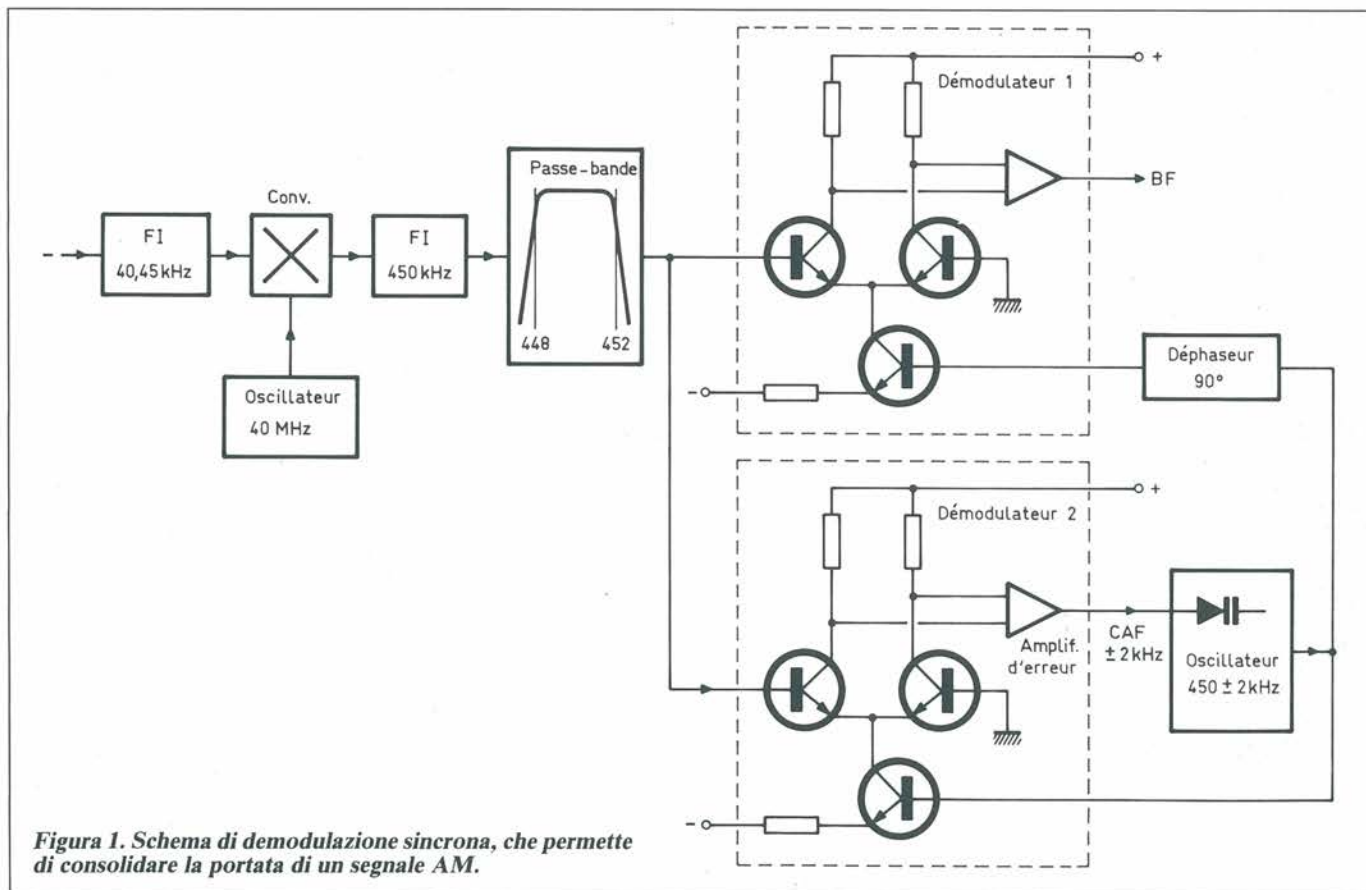 FI
40,45 kHz
Conv.
Oscillateur
40 MHz
FI
450 kHz
Passe-bande
448
452
Démodulateur 1
+
BF
-
Déphaseur
90°
Démodulateur 2
+
Amplif.
d'erreur
CAF
± 2 kHz
Oscillateur
450 ± 2 kHz
-
Figura 1. Schema di demodulazione sincrona, che permette
di consolidare la portata di un segnale AM.